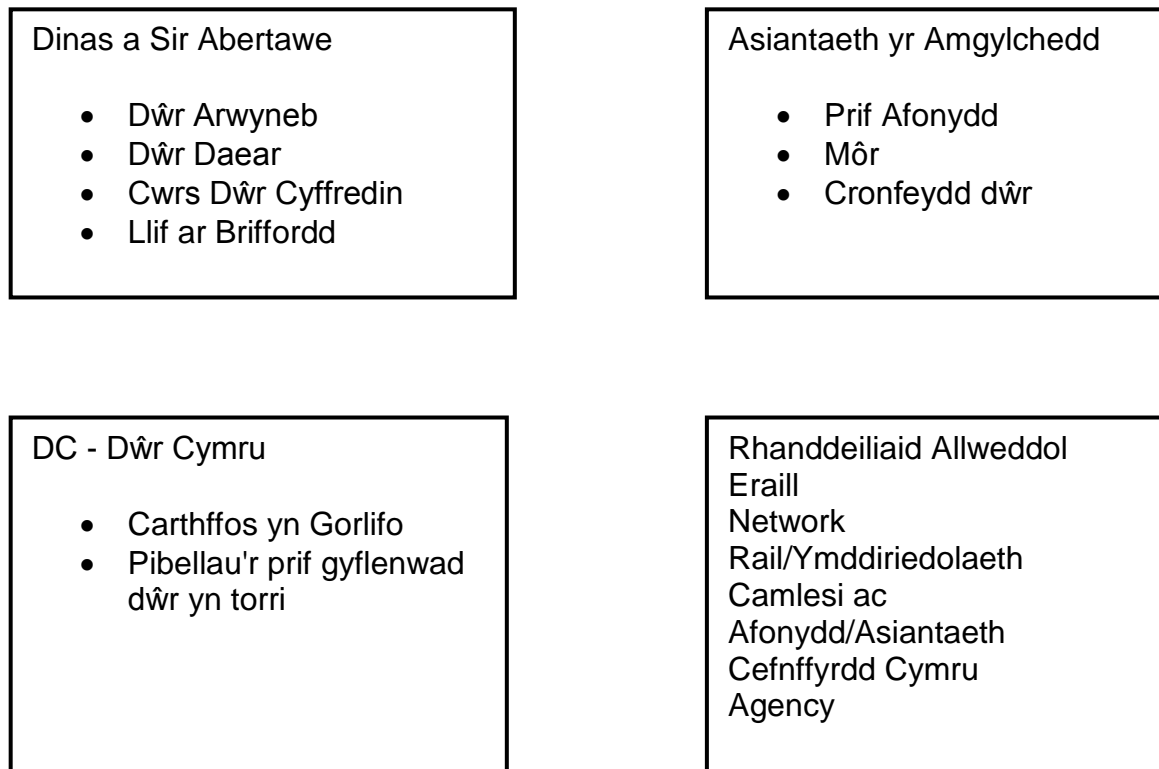 Dinas a Sir Abertawe
• Dŵr Arwyneb
• Dŵr Daear
• Cwrs Dŵr Cyffredin
• Llif ar Briffordd
Asiantaeth yr Amgylchedd
• Prif Afonydd
• Môr
• Cronfeydd dŵr
DC - Dŵr Cymru
• Carthffos yn Gorlifo
• Pibellau'r prif gyflenwad
dŵr yn torri
Rhanddeiliaid Allweddol
Eraill
Network
Rail/Ymddiriedolaeth
Camlesi ac
Afonydd/Asiantaeth
Cefnffyrdd Cymru
Agency